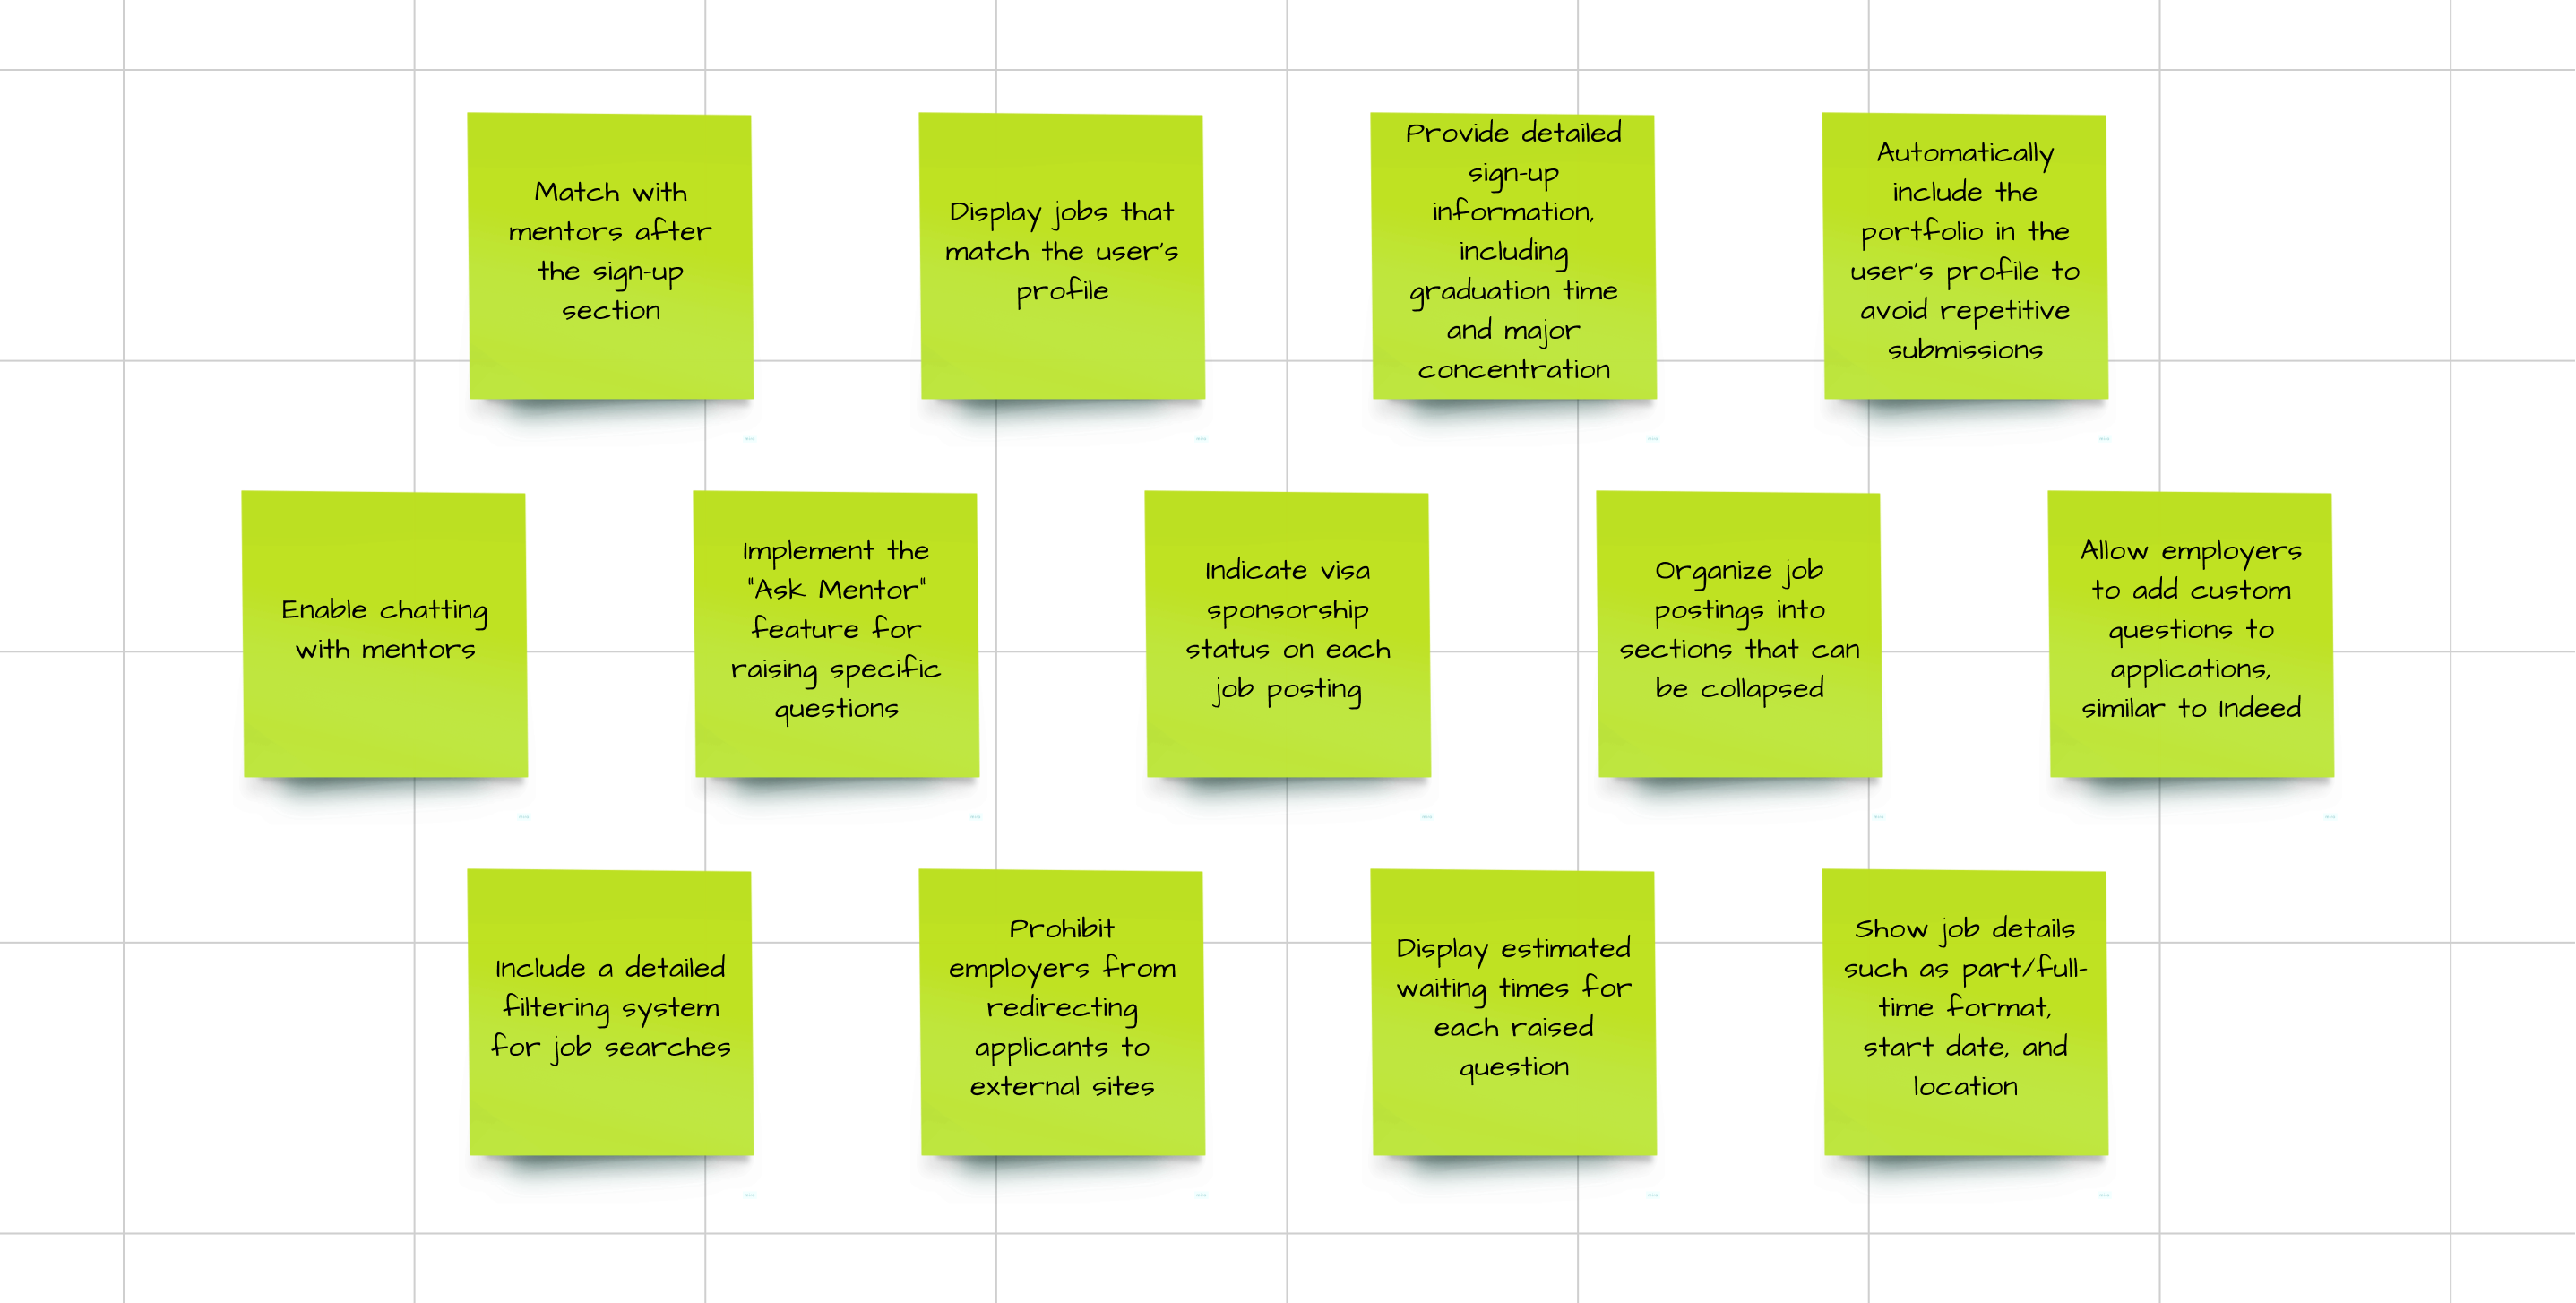 Match with
mentors after
the sign-up
section
Display jobs that
match the user's
profile
Provide detailed
sign-up
information,
including
graduation time
and major
concentration
Automatically
include the
portfolio in the
user's profile to
avoid repetitive
submissions
Enable chatting
with mentors
Implement the
"Ask Mentor"
feature for
raising specific
questions
Indicate visa
sponsorship
status on each
job posting
Organize job
postings into
sections that can
be collapsed
Allow employers
to add custom
questions to
applications,
similar to Indeed
Include a detailed
filtering system
for job searches
Prohibit
employers from
redirecting
applicants to
external sites
Display estimated
waiting times for
each raised
question
Show job details
such as part/full-
time format,
start date, and
location